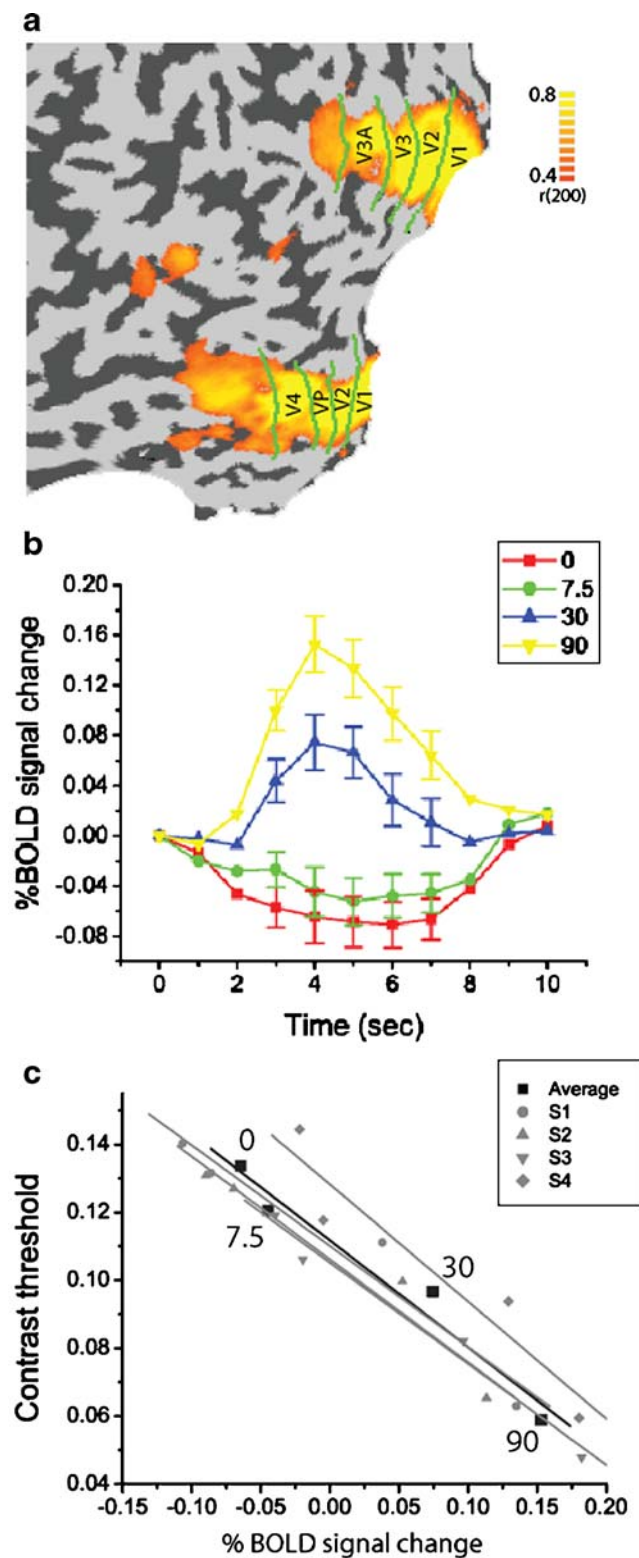 a
0.8
0.4
r(200)
V3A
V3
V2
V1
V4
VP
V2
V1
b
0
7.5
30
90
0.20
0.16
0.12
0.08
0.04
0.00
-0.04
-0.08
%BOLD signal change
0 2 4 6 8 10
Time (sec)
c
Average
S1
S2
S3
S4
0.14
0.12
0.10
0.08
0.06
0.04
Contrast threshold
0
7.5
30
90
-0.15 -0.10 -0.05 0.00 0.05 0.10 0.15 0.20
% BOLD signal change